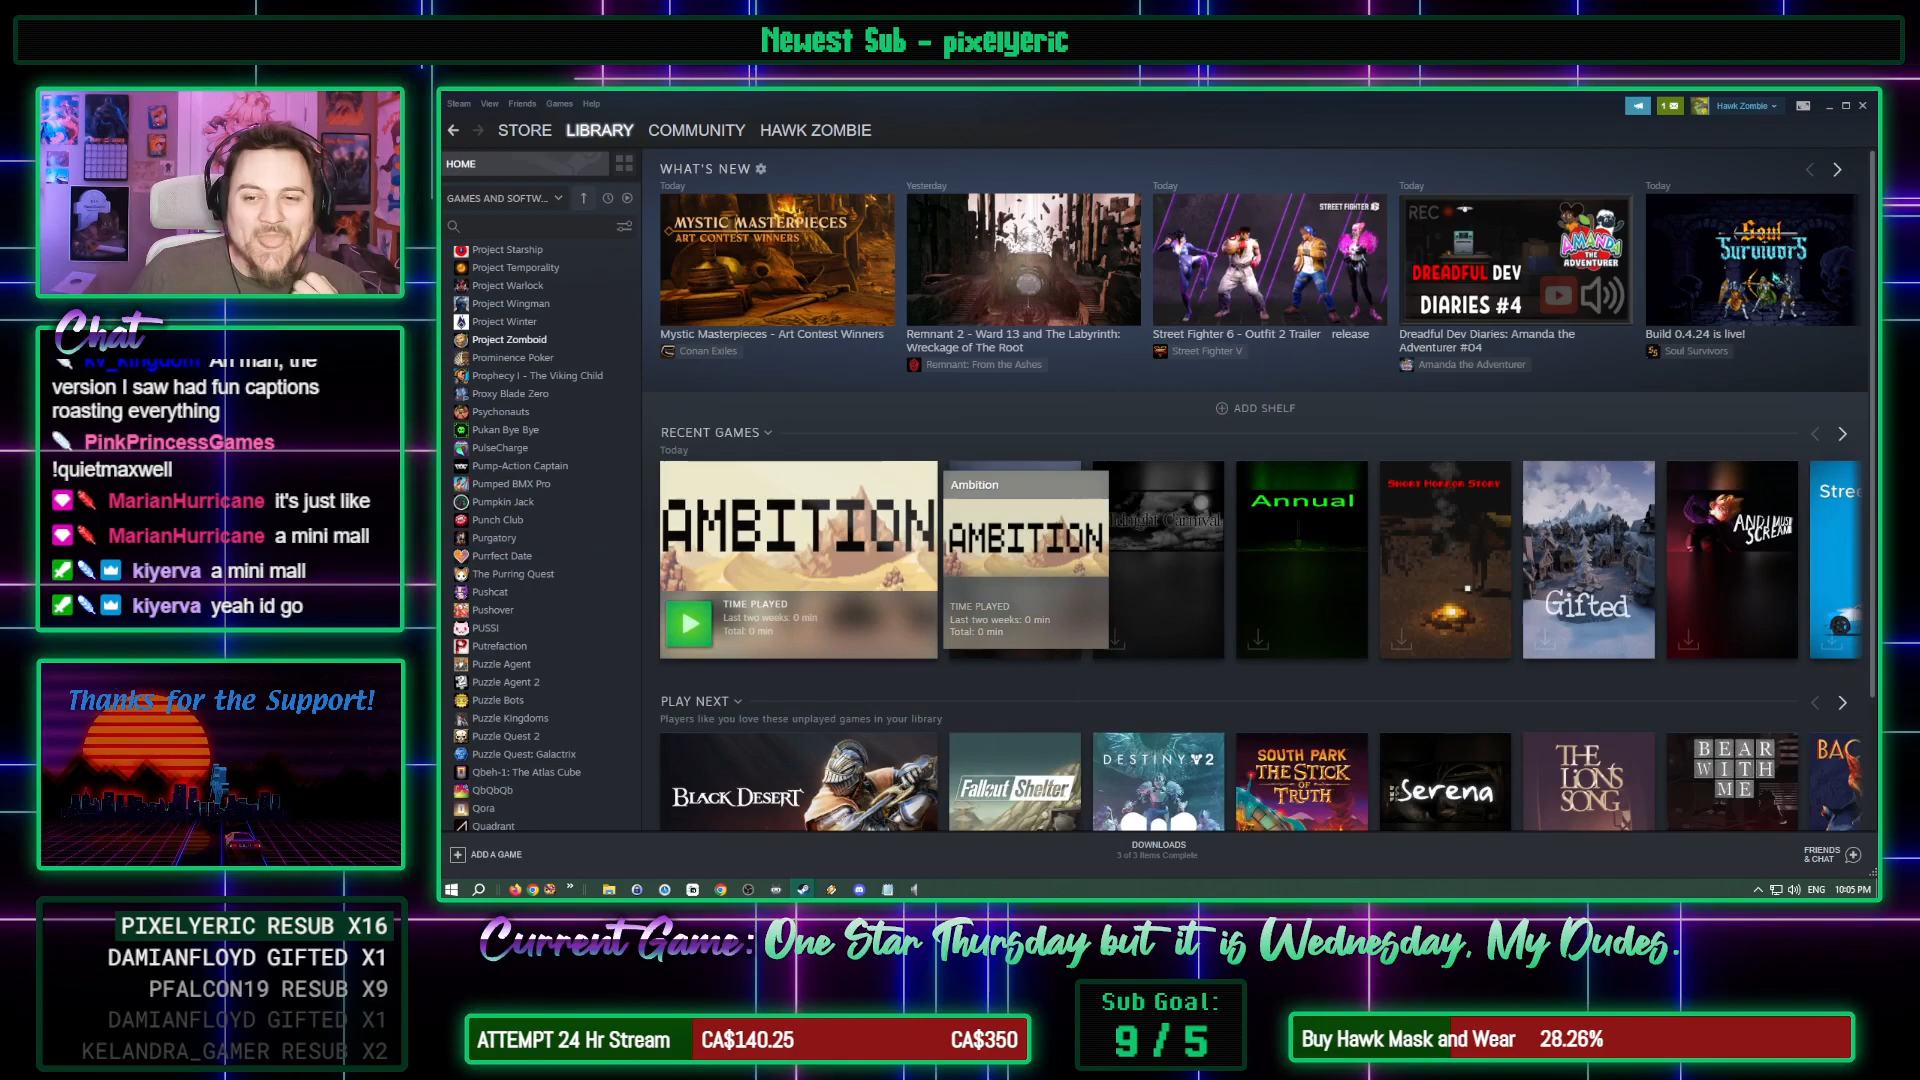 Newest Sub - pixelyeric
Chat
kv_kingdom Ah man, the
version I saw had fun captions
roasting everything
PinkPrincessGames
!quietmaxwell
MarianHurricane it's just like
MarianHurricane a mini mall
kiyerva a mini mall
kiyerva yeah id go
Thanks for the Support!
PIXELYERIC RESUB X16
DAMIANFLOYD GIFTED X1
PFALCON19 RESUB X9
DAMIANFLOYD GIFTED X1
KELANDRA_GAMER RESUB X2
Steam View Friends Games Help
1
Hawk Zombie
STORE LIBRARY COMMUNITY HAWK ZOMBIE
HOME
GAMES AND SOFTW...
Project Starship
Project Temporality
Project Warlock
Project Wingman
Project Winter
Project Zomboid
Prominence Poker
Prophecy I - The Viking Child
Proxy Blade Zero
Psychonauts
Pukan Bye Bye
PulseCharge
Pump-Action Captain
Pumped BMX Pro
Pumpkin Jack
Punch Club
Purgatory
Purrfect Date
The Purring Quest
Pushcat
Pushover
PUSSI
Putrefaction
Puzzle Agent
Puzzle Agent 2
Puzzle Bots
Puzzle Kingdoms
Puzzle Quest 2
Puzzle Quest: Galactrix
Qbeh-1: The Atlas Cube
QbQbQb
Qora
Quadrant
ADD A GAME
WHAT'S NEW
Today
Yesterday
Today
Today
Today
MYSTIC MASTERPIECES
ART CONTEST WINNERS
STREET FIGHTER 6
REC
AMANDA
THE
ADVENTURER
DREADFUL DEV
DIARIES #4
Soul
Survivors
Mystic Masterpieces - Art Contest Winners
Conan Exiles
Remnant 2 - Ward 13 and The Labyrinth:
Wreckage of The Root
Remnant: From the Ashes
Street Fighter 6 - Outfit 2 Trailer release
Street Fighter V
Dreadful Dev Diaries: Amanda the
Adventurer #04
Amanda the Adventurer
Build 0.4.24 is live!
Soul Survivors
ADD SHELF
RECENT GAMES
Today
AMBITION
TIME PLAYED
Last two weeks: 0 min
Total: 0 min
Ambition
AMBITION
TIME PLAYED
Last two weeks: 0 min
Total: 0 min
Midnight Carnival
Annual
SHORT HORROR STORY
Gifted
AND I MUST
SCREAM
Stree
PLAY NEXT
Players like you love these unplayed games in your library
BLACK DESERT
Fallout Shelter
DESTINY 2
SOUTH PARK
THE STICK
OF
TRUTH
Serena
THE
LION'S
SONG
BEAR
WITH
ME
BAC
DOWNLOADS
3 of 3 Items Complete
FRIENDS
& CHAT
ENG 10:05 PM
Current Game: One Star Thursday but it is Wednesday, My Dudes.
ATTEMPT 24 Hr Stream CA$140.25 CA$350
Sub Goal:
9 / 5
Buy Hawk Mask and Wear 28.26%